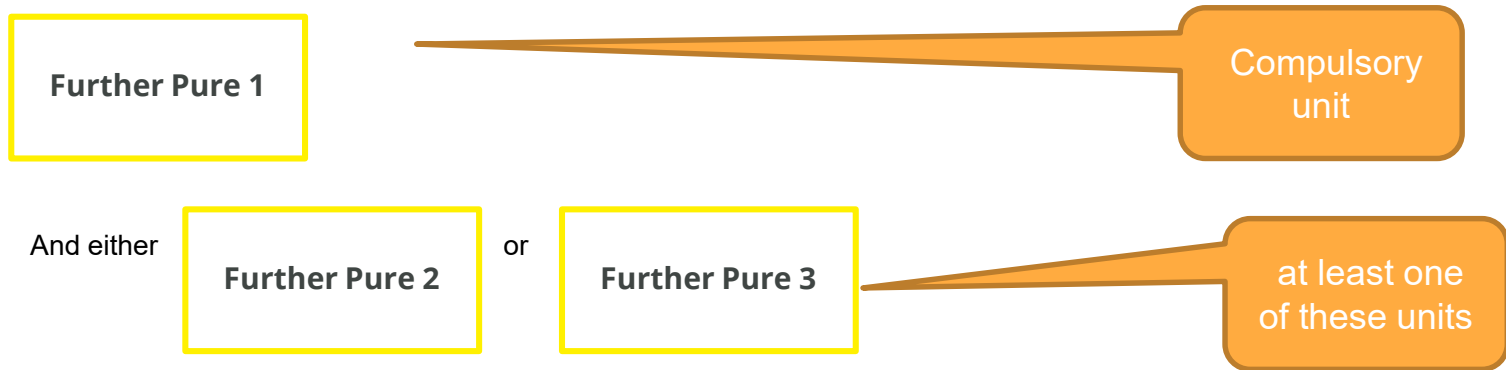 Further Pure 1
Compulsory
unit
And either
Further Pure 2
or
Further Pure 3
at least one
of these units